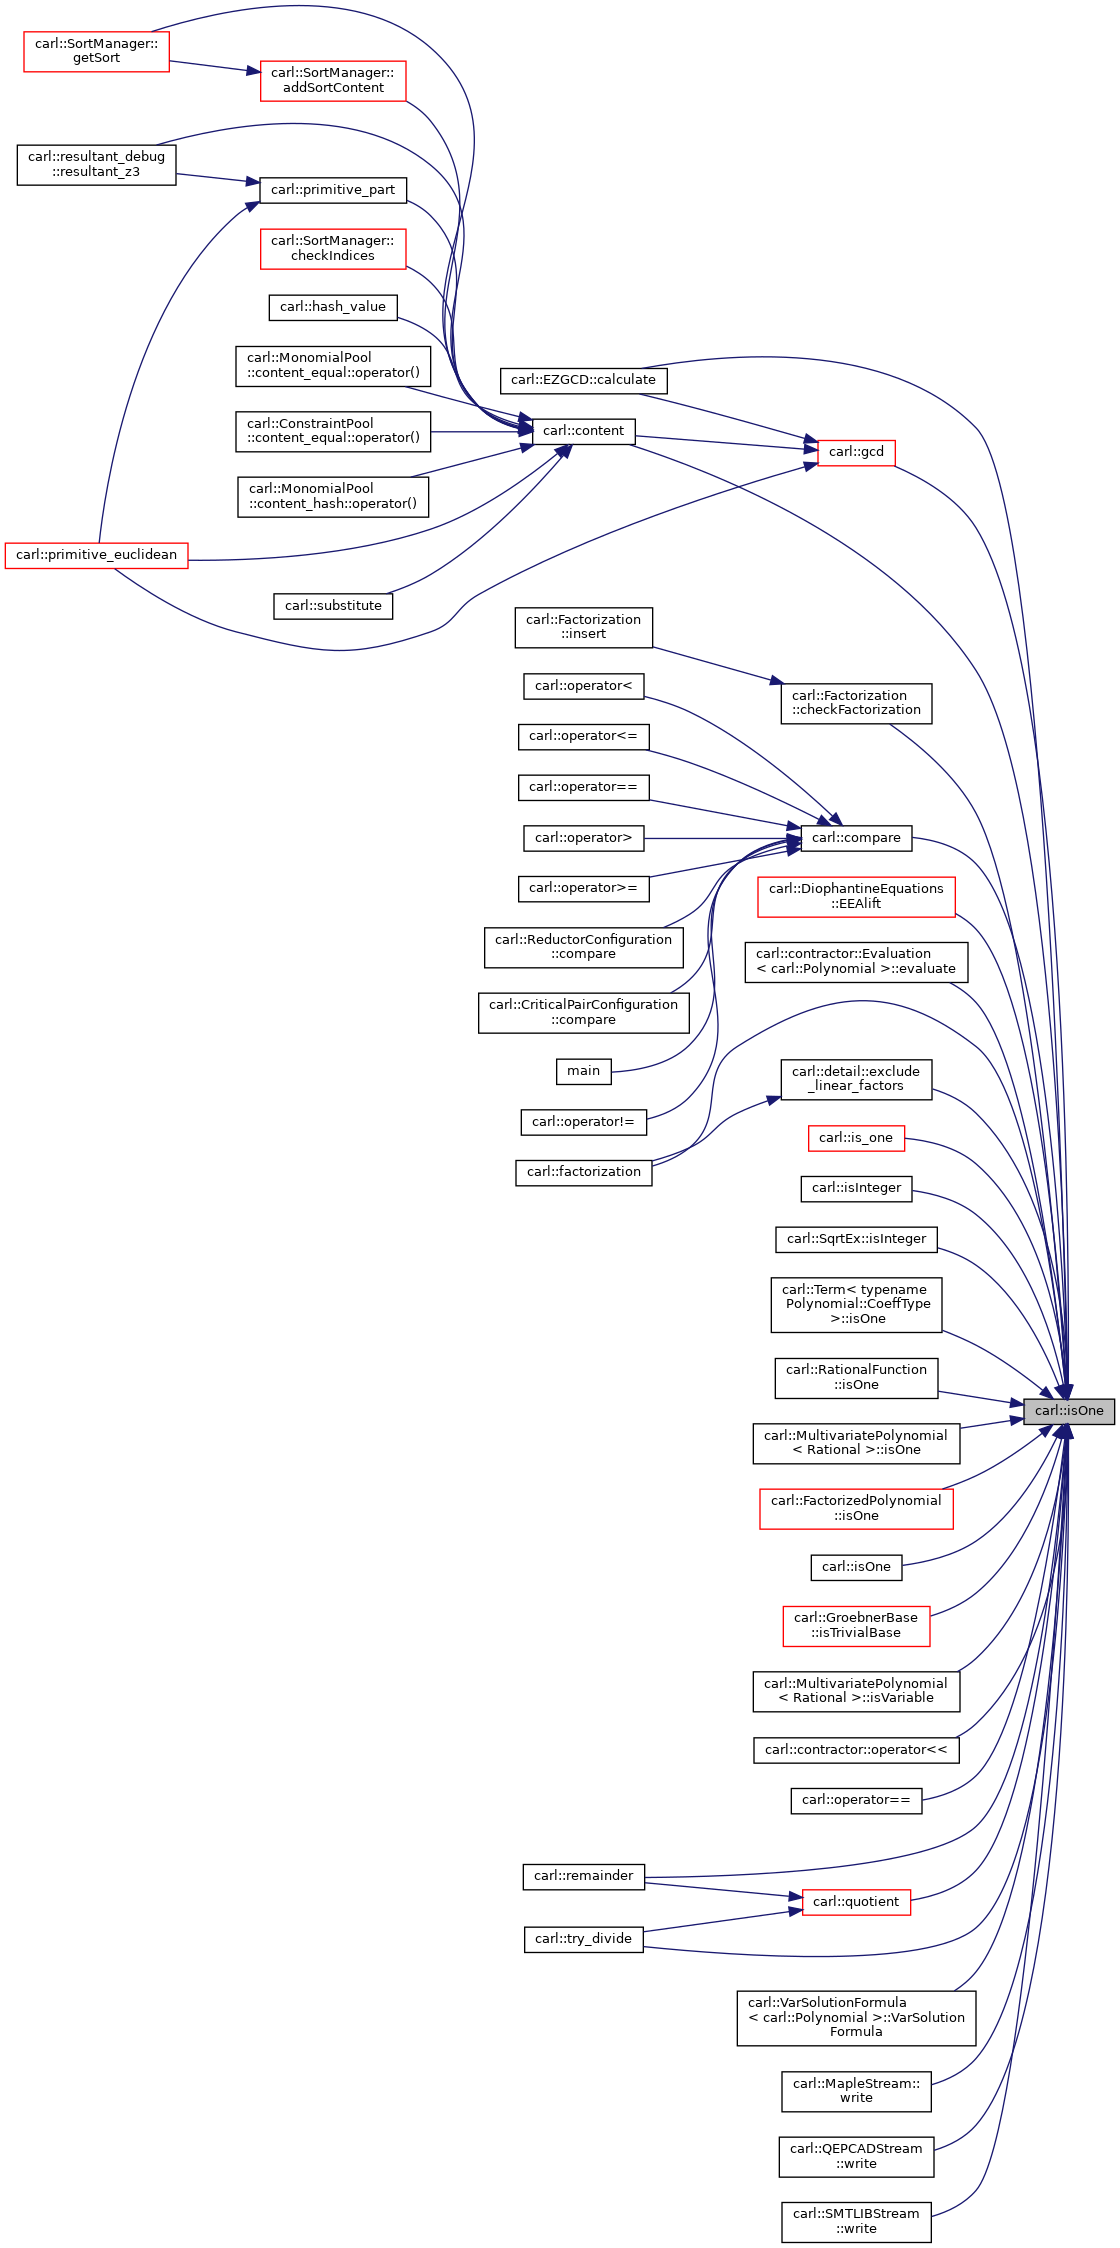 carl::SortManager::
getSort
carl::SortManager::
addSortContent
carl::resultant_debug
::resultant_z3
carl::primitive_part
carl::SortManager::
checkIndices
carl::hash_value
carl::MonomialPool
::content_equal::operator()
carl::EZGCD::calculate
carl::ConstraintPool
::content_equal::operator()
carl::content
carl::gcd
carl::MonomialPool
::content_hash::operator()
carl::primitive_euclidean
carl::substitute
carl::Factorization
::insert
carl::operator<
carl::Factorization
::checkFactorization
carl::operator<=
carl::operator==
carl::operator>
carl::compare
carl::operator>=
carl::DiophantineEquations
::EEAlift
carl::ReductorConfiguration
::compare
carl::contractor::Evaluation
< carl::Polynomial >::evaluate
carl::CriticalPairConfiguration
::compare
main
carl::detail::exclude
_linear_factors
carl::operator!=
carl::is_one
carl::factorization
carl::isInteger
carl::SqrtEx::isInteger
carl::Term< typename
Polynomial::CoeffType
>::isOne
carl::RationalFunction
::isOne
carl::isOne
carl::MultivariatePolynomial
< Rational >::isOne
carl::FactorizedPolynomial
::isOne
carl::isOne
carl::GroebnerBase
::isTrivialBase
carl::MultivariatePolynomial
< Rational >::isVariable
carl::contractor::operator<<
carl::operator==
carl::remainder
carl::quotient
carl::try_divide
carl::VarSolutionFormula
< carl::Polynomial >::VarSolution
Formula
carl::MapleStream::
write
carl::QEPCADStream
::write
carl::SMTLIBStream
::write